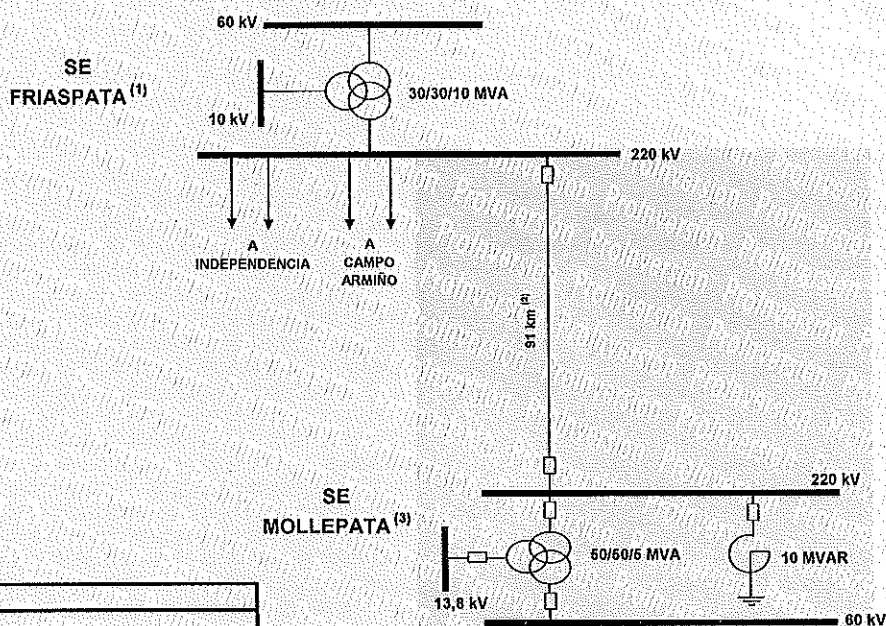 60 kV
SE
FRIASPATA (1)
30/30/10 MVA
10 kV
220 kV
A
INDEPENDENCIA
A
CAMPO
ARMIÑO
91 km (2)
220 kV
SE
MOLLEPATA (3)
50/50/5 MVA
10 MVAR
13,8 kV
60 kV